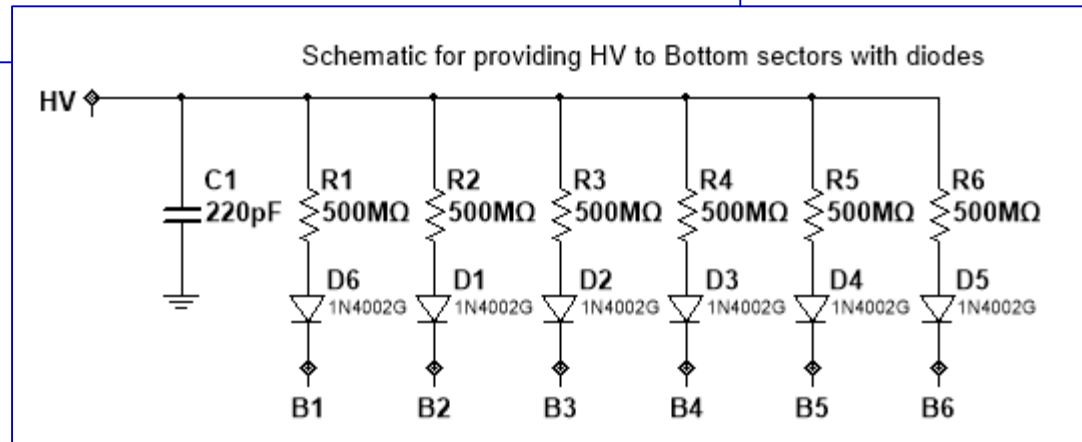 Schematic for providing HV to Bottom sectors with diodes
HV
C1 R1 R2 R3 R4 R5 R6
220pF 500MΩ 500MΩ 500MΩ 500MΩ 500MΩ 500MΩ
D6 D1 D2 D3 D4 D5
1N4002G 1N4002G 1N4002G 1N4002G 1N4002G 1N4002G
B1 B2 B3 B4 B5 B6